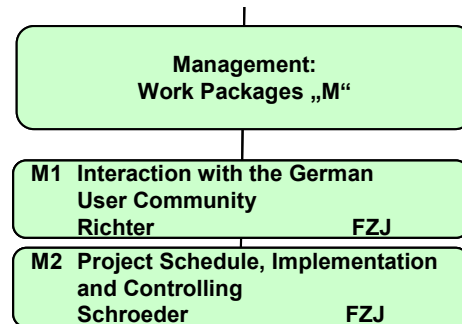 Management:
Work Packages „M“
M1 Interaction with the German
User Community
Richter FZJ
M2 Project Schedule, Implementation
and Controlling
Schroeder FZJ